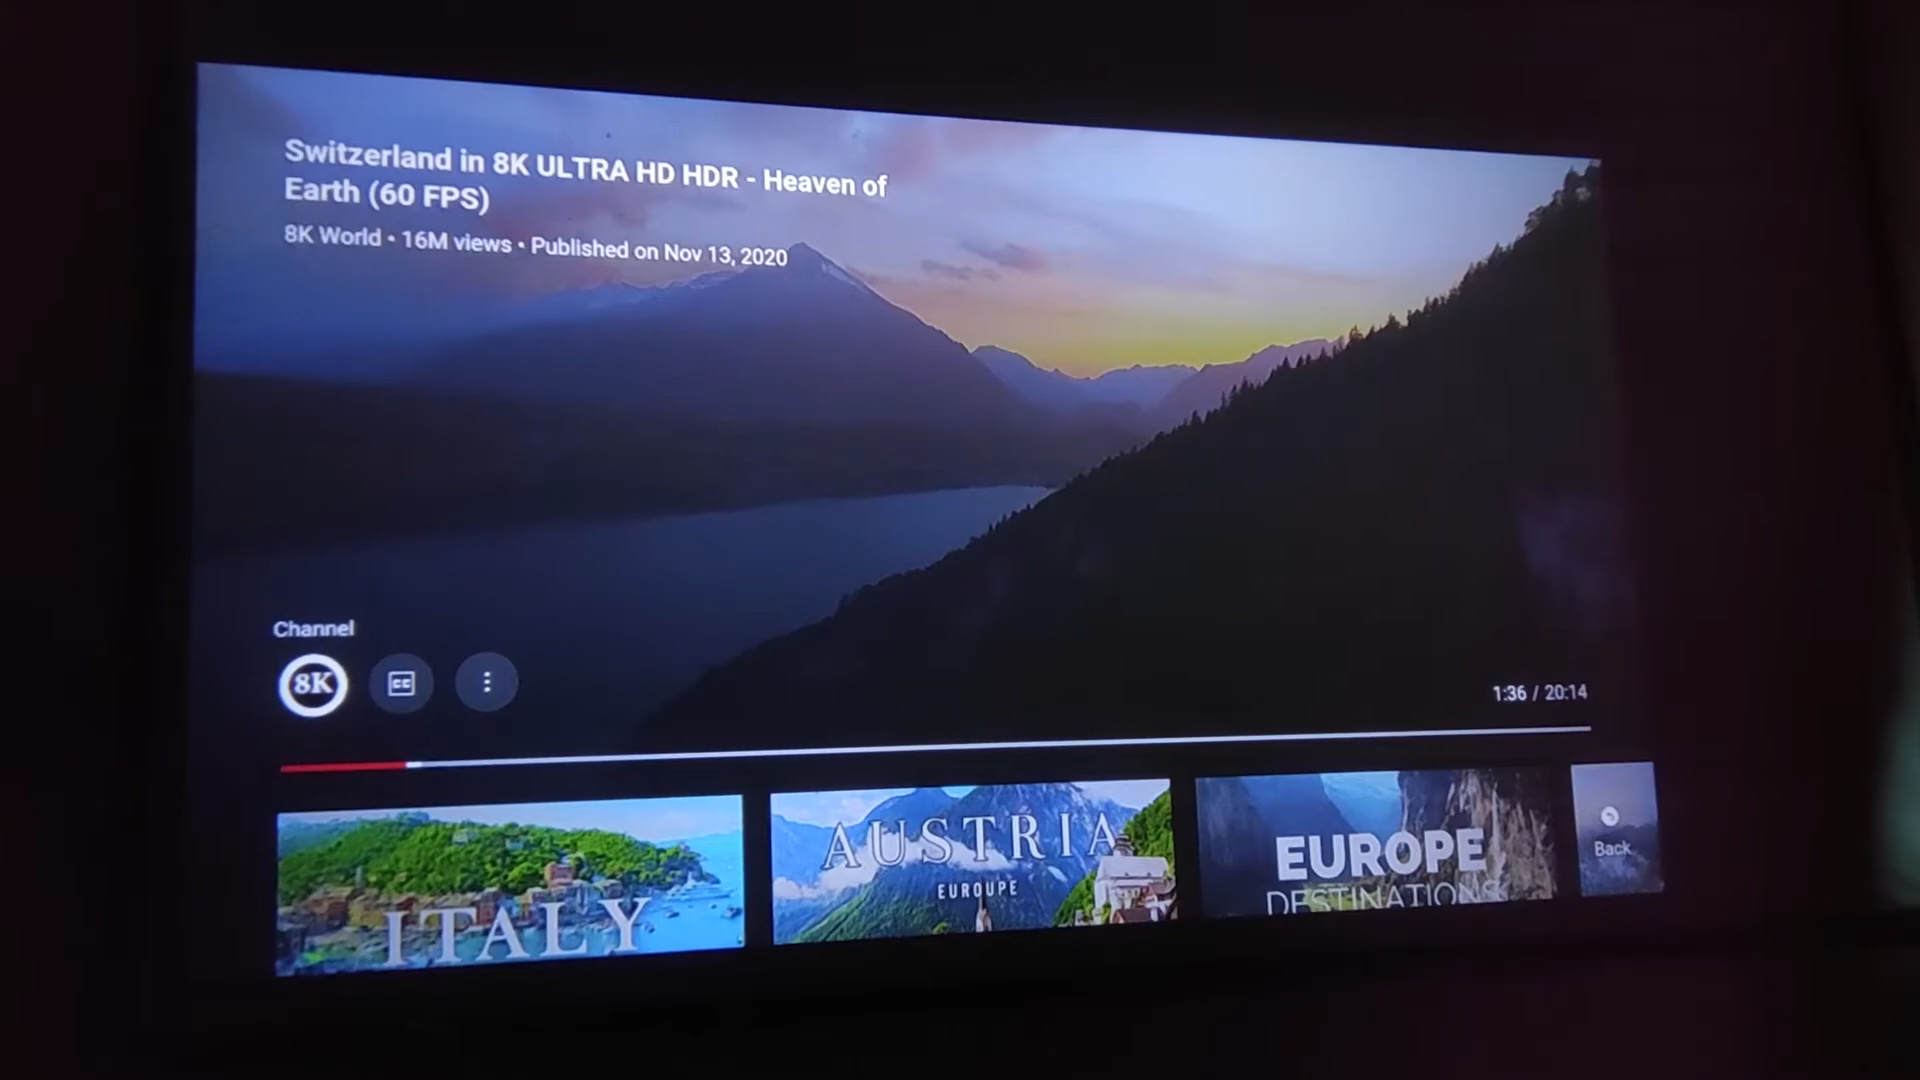 Switzerland in 8K ULTRA HD HDR - Heaven of
Earth (60 FPS)
8K World • 16M views • Published on Nov 13, 2020
Channel
8K
CC
1:36 / 20:14
ITALY
AUSTRIA
EUROUPE
EUROPE
DESTINATIONS
Back